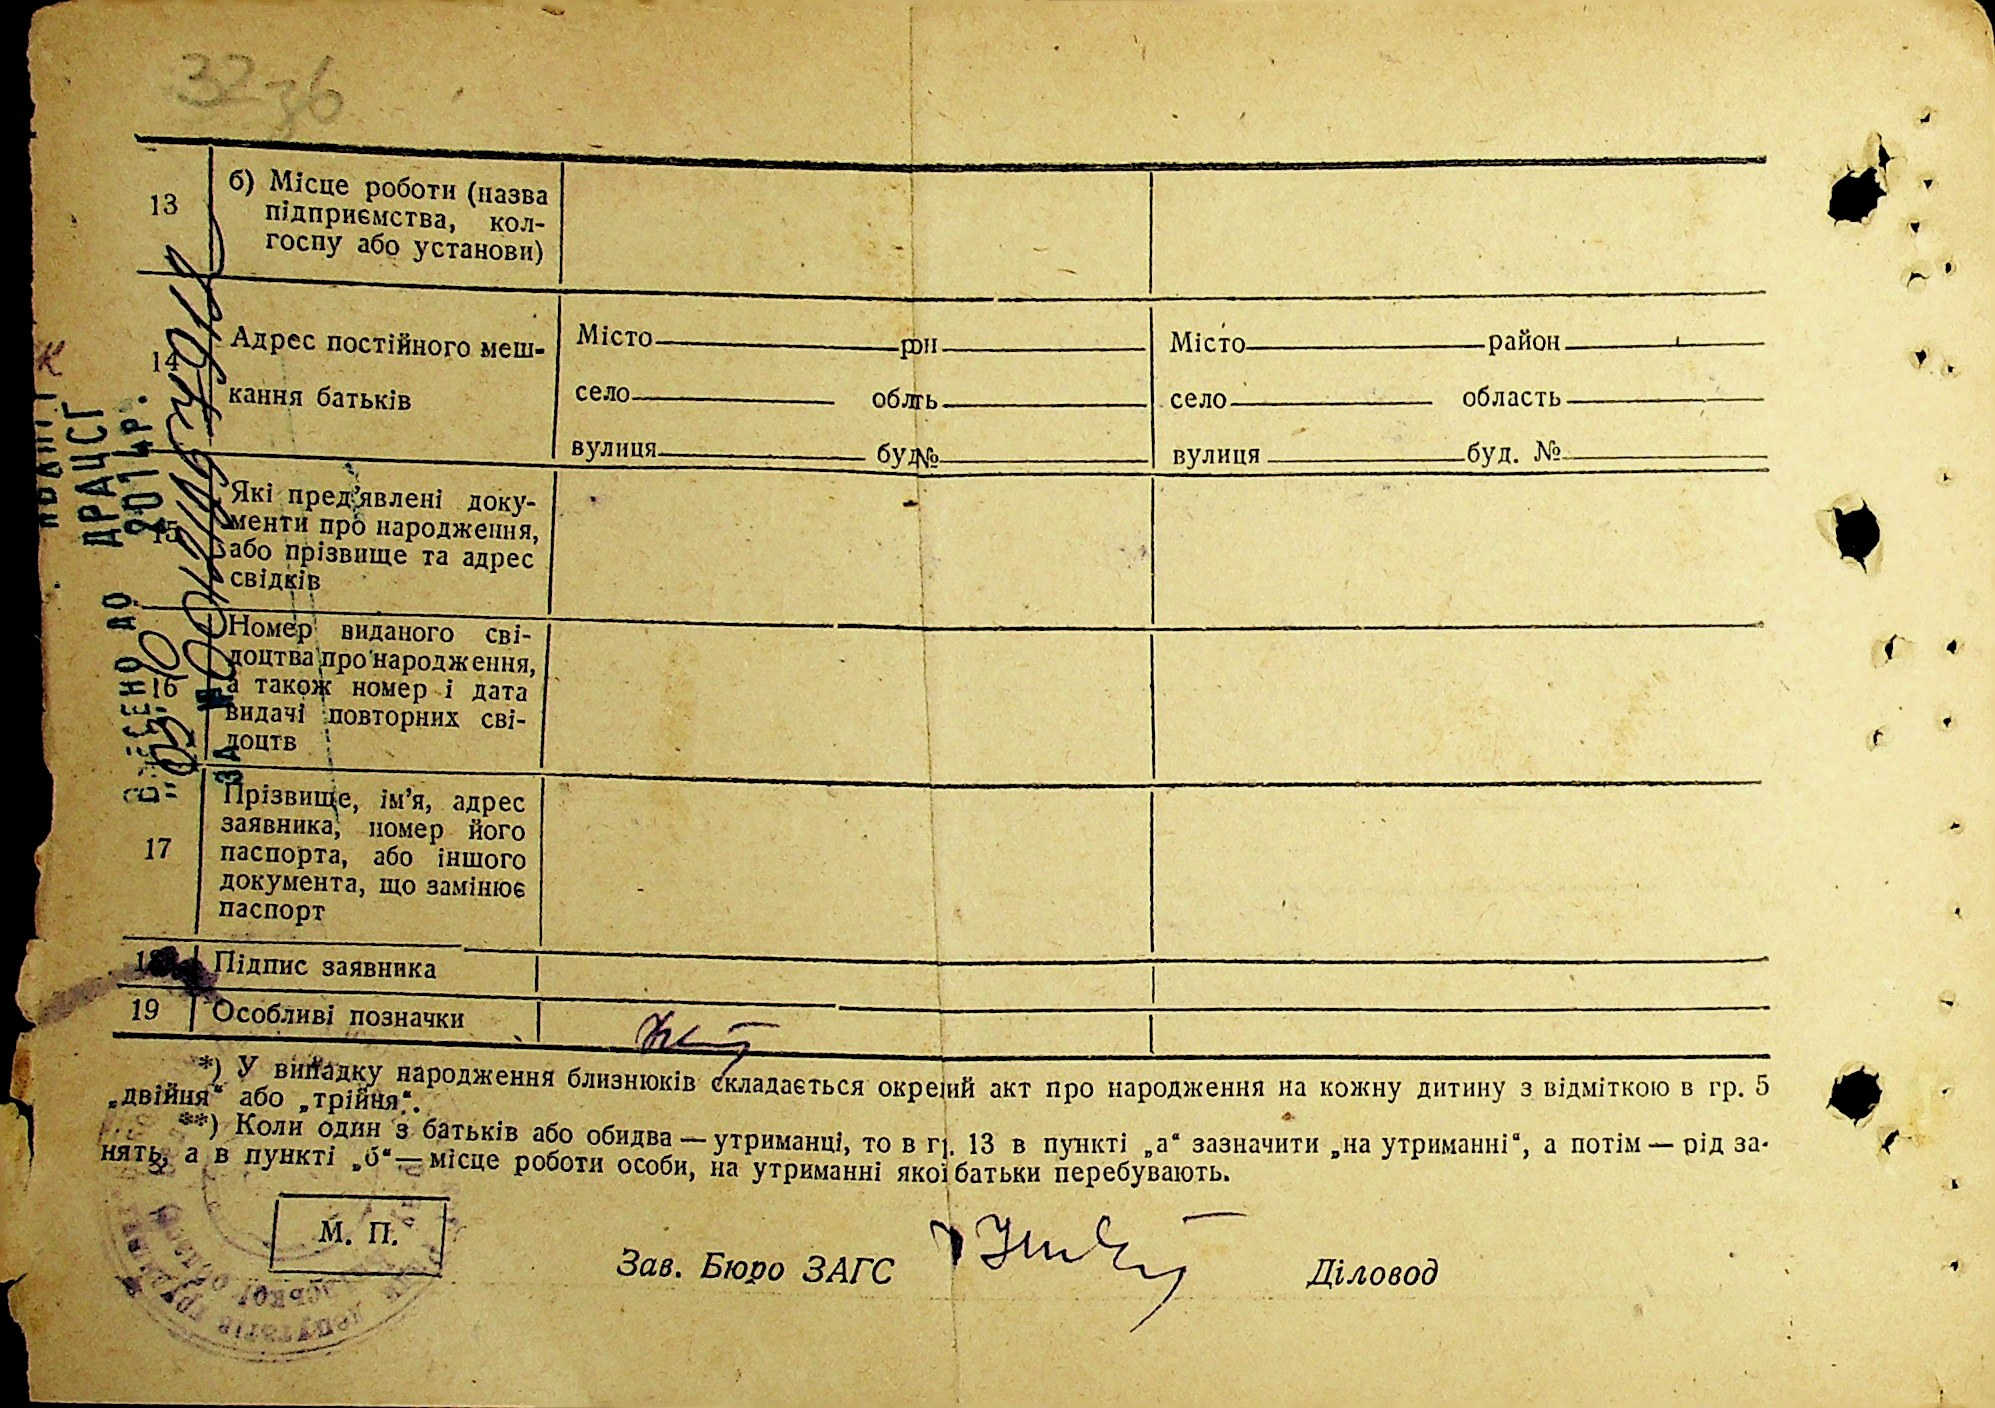 32
36
13
б) Місце роботи (назва
підприємства, кол-
госпу або установи)
14
Адрес постійного меш-
кання батьків
Місто
рон
Місто
район
село
область
село
область
вулиця
буд №
вулиця
буд. №
15
Які пред'явлені доку-
менти про народження,
або прізвище та адрес
свідків
16
Номер виданого сві-
доцтва про народження,
а також номер і дата
видачі повторних сві-
доцтв
17
Прізвище, ім'я, адрес
заявника, номер його
паспорта, або іншого
документа, що замінює
паспорт
18
Підпис заявника
19
Особливі позначки
*) У випадку народження близнюків складається окремий акт про народження на кожну дитину з відміткою в гр. 5
„двійня“ або „трійня“.
**) Коли один з батьків або обидва — утриманці, то в гр. 13 в пункті „а“ зазначити „на утриманні“, а потім — рід за-
нять, а в пункті „б“ — місце роботи особи, на утриманні якої батьки перебувають.
М. П.
Зав. Бюро ЗАГС
Діловод
ВНЕСЕНО ДО ДРАЦСГ
2014р.
ЗА №